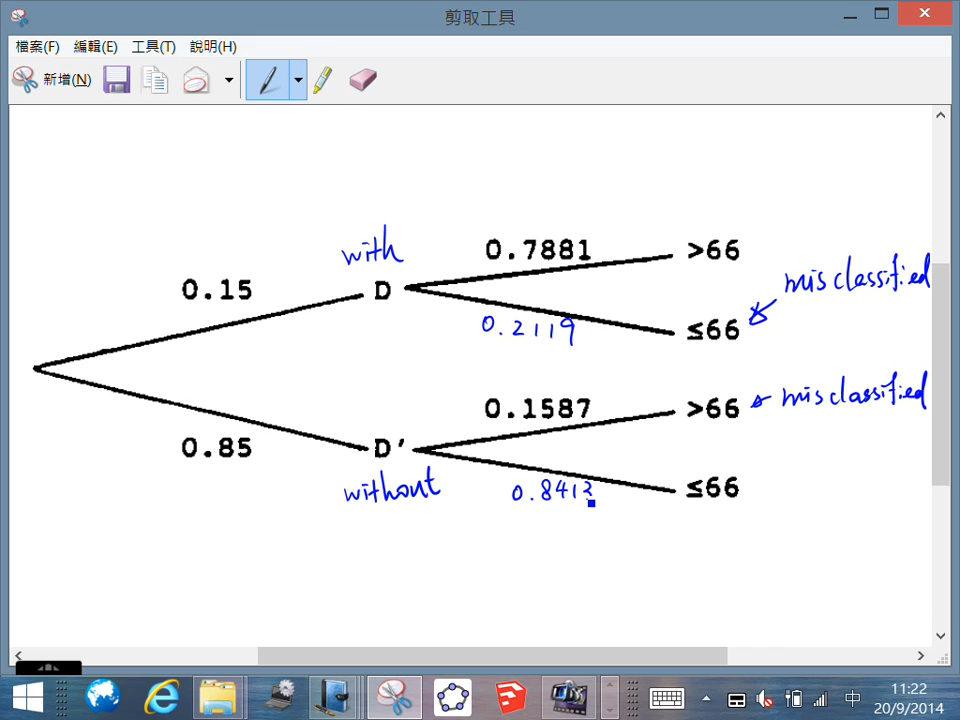 剪取工具
檔案(F) 編輯(E) 工具(T) 說明(H)
新增(N)
with
0.7881
>66
0.15
D
misclassified
0.2119
≤66
0.1587
>66
misclassified
0.85
D′
without
0.8413
≤66
中
11:22
20/9/2014